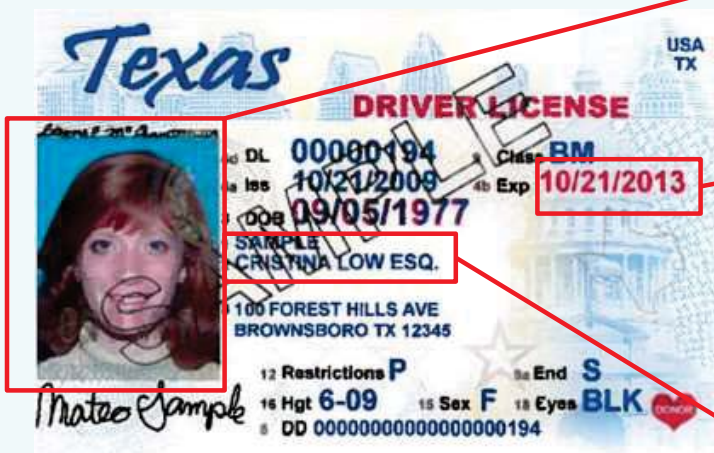 Texas
USA
TX
DRIVER LICENSE
SAMPLE
DL 00000194 9 Class BM
Iss 10/21/2009 4b Exp 10/21/2013
DOB 09/05/1977
SAMPLE
CRISTINA LOW ESQ.
100 FOREST HILLS AVE
BROWNSBORO TX 12345
12 Restrictions P 9a End S
16 Hgt 6-09 15 Sex F 18 Eyes BLK
DONOR
5 DD 00000000000000000194
Mateo Sample